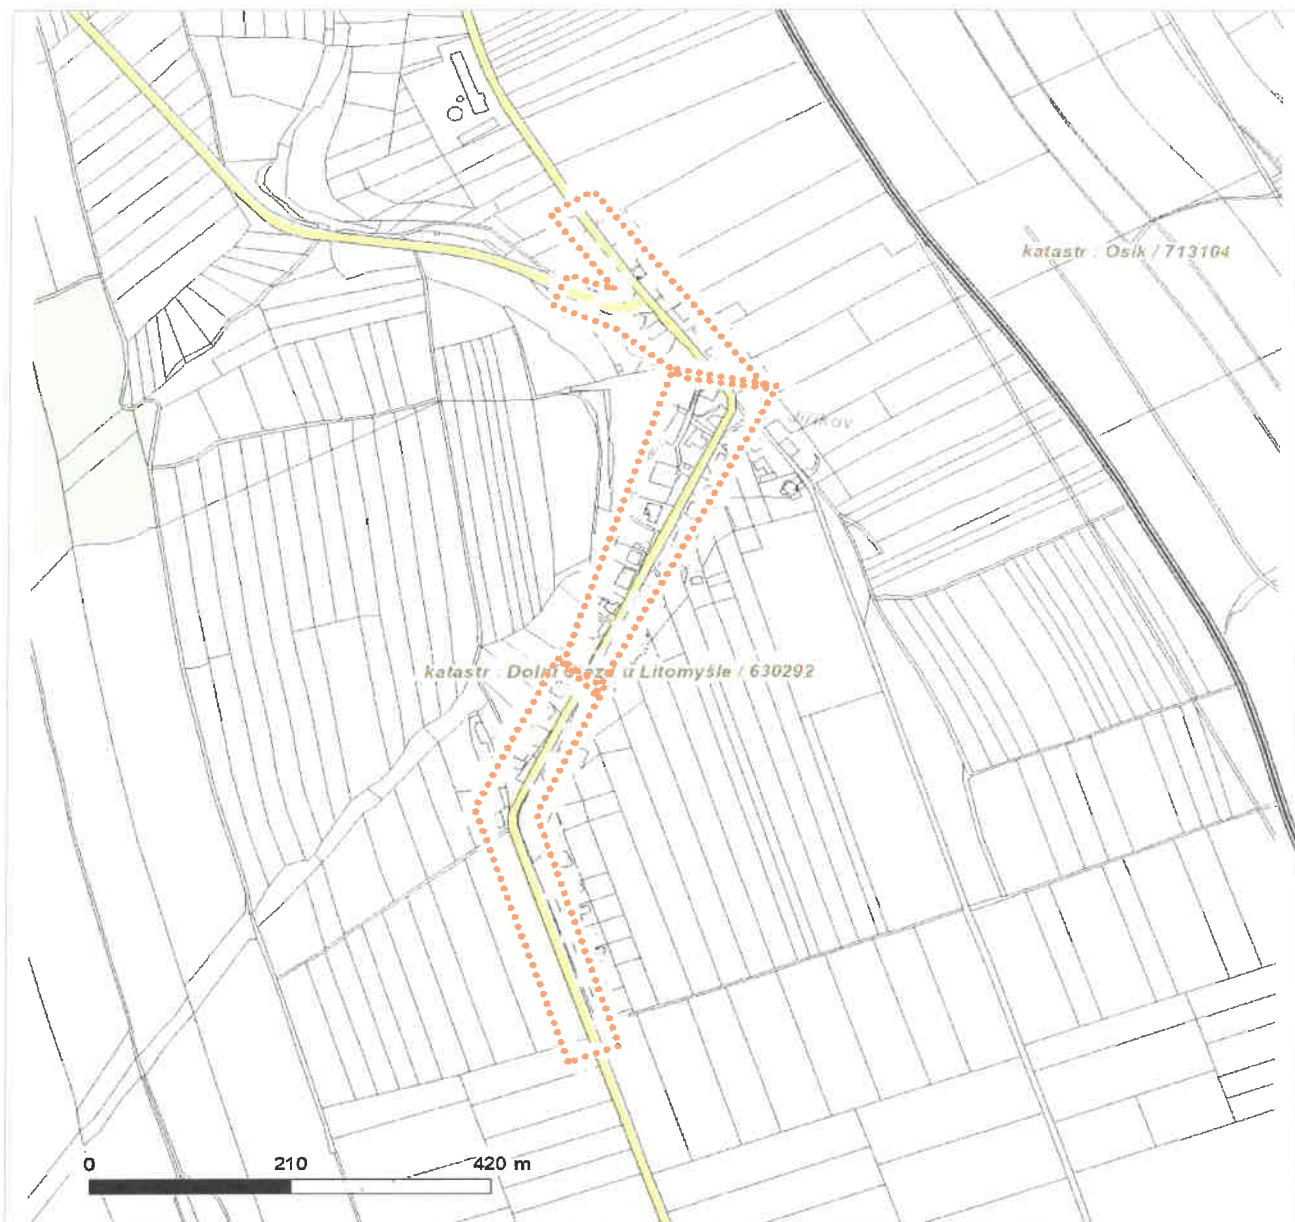 katastr : Osík / 713104
katastr : Dolní u Litomyšle / 630292
0 210 420 m